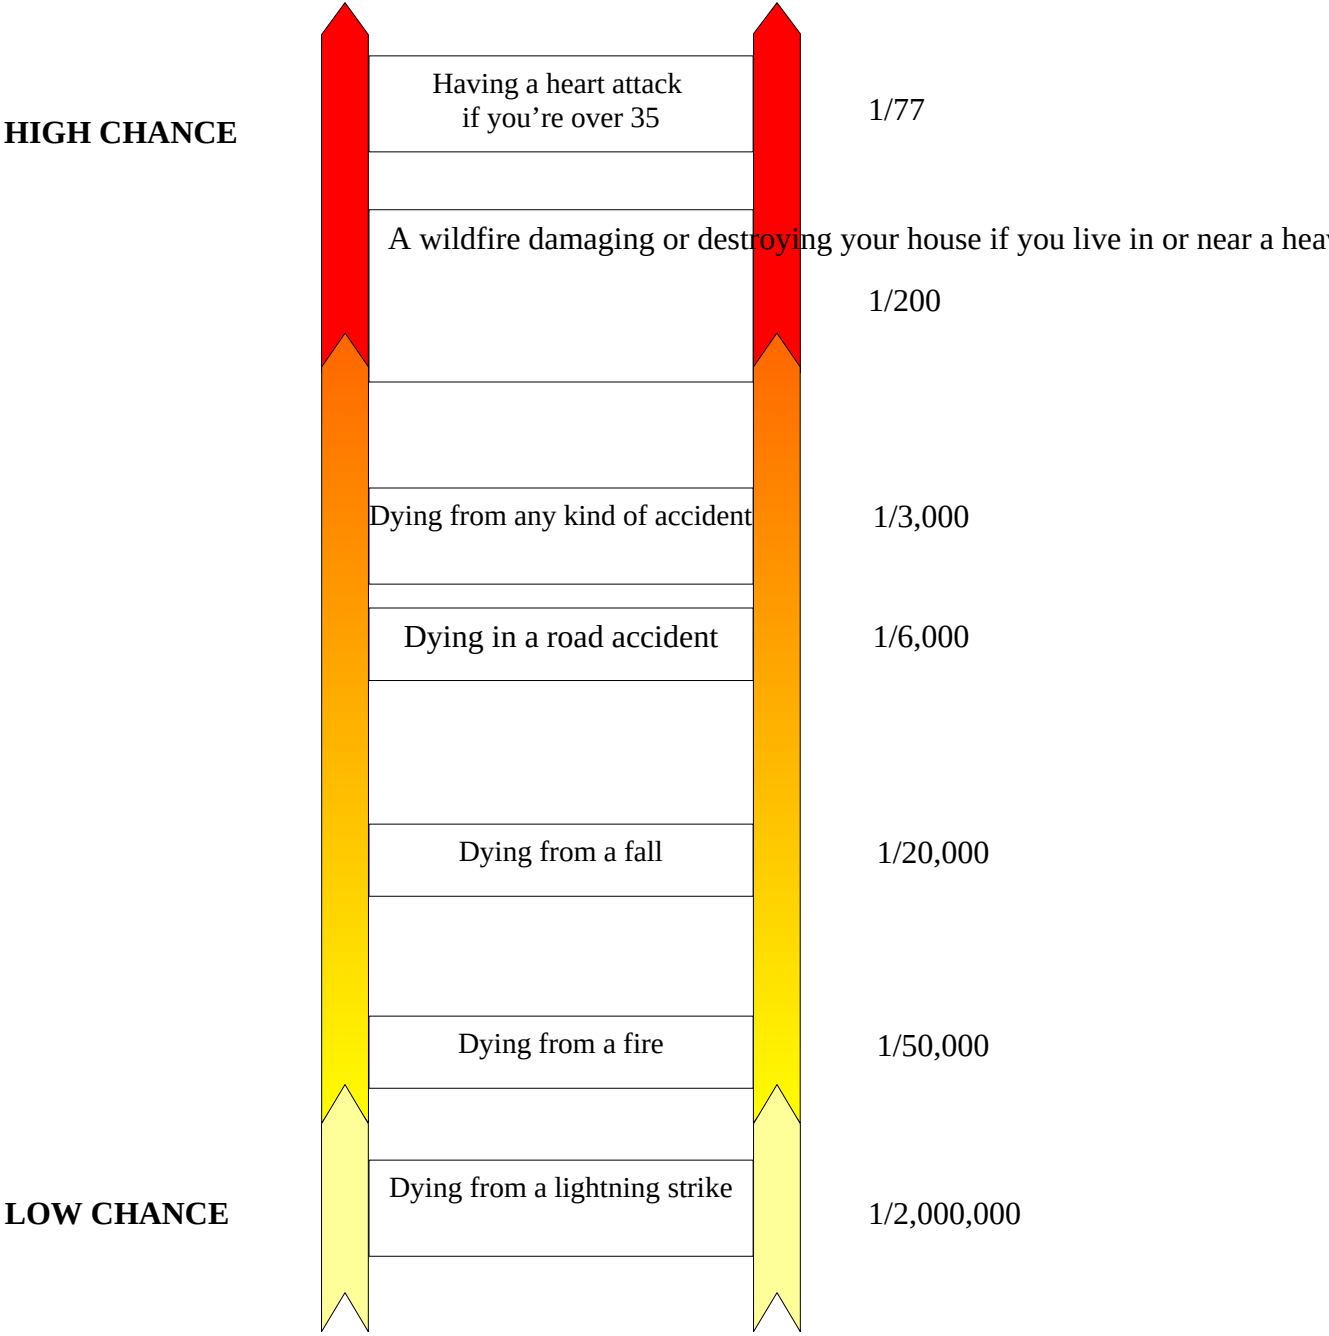 Having a heart attack
if you’re over 35
1/77
HIGH CHANCE
A wildfire damaging or destroying your house if you live in or near a
1/200
Dying from any kind of accident
1/3,000
Dying in a road accident
1/6,000
Dying from a fall
1/20,000
Dying from a fire
1/50,000
Dying from a lightning strike
LOW CHANCE
1/2,000,000